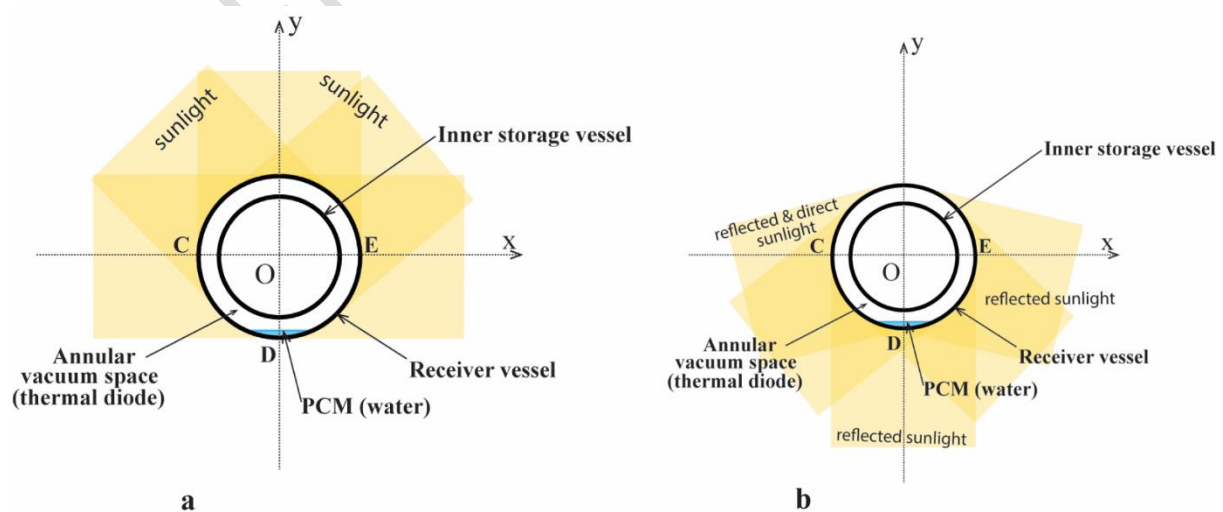 y
sunlight
sunlight
Inner storage vessel
C
E
x
O
D
Annular
vacuum space
(thermal diode)
Receiver vessel
PCM (water)
a
y
Inner storage vessel
reflected & direct
sunlight
C
E
x
O
reflected sunlight
D
Annular
vacuum space
(thermal diode)
Receiver vessel
PCM (water)
reflected sunlight
b